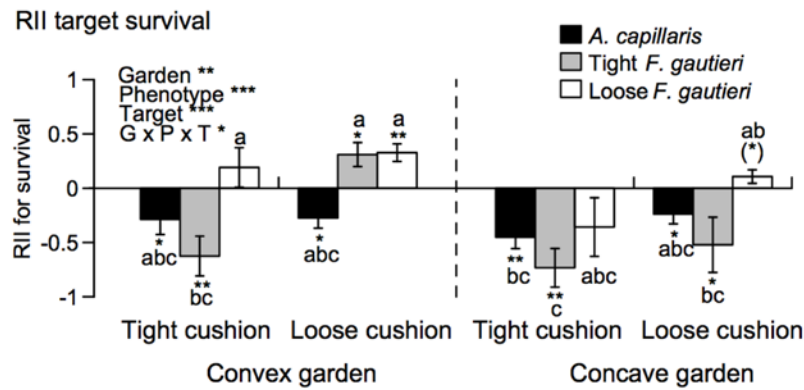 RII target survival
A. capillaris
Tight F. gautieri
Loose F. gautieri
Garden **
Phenotype ***
Target ***
G x P x T *
RII for survival
1
0.5
0
-0.5
-1
*
abc
**
bc
a
*
abc
a
*
a
**
**
bc
**
c
abc
*
abc
*
bc
ab
(*)
Tight cushion
Loose cushion
Tight cushion
Loose cushion
Convex garden
Concave garden